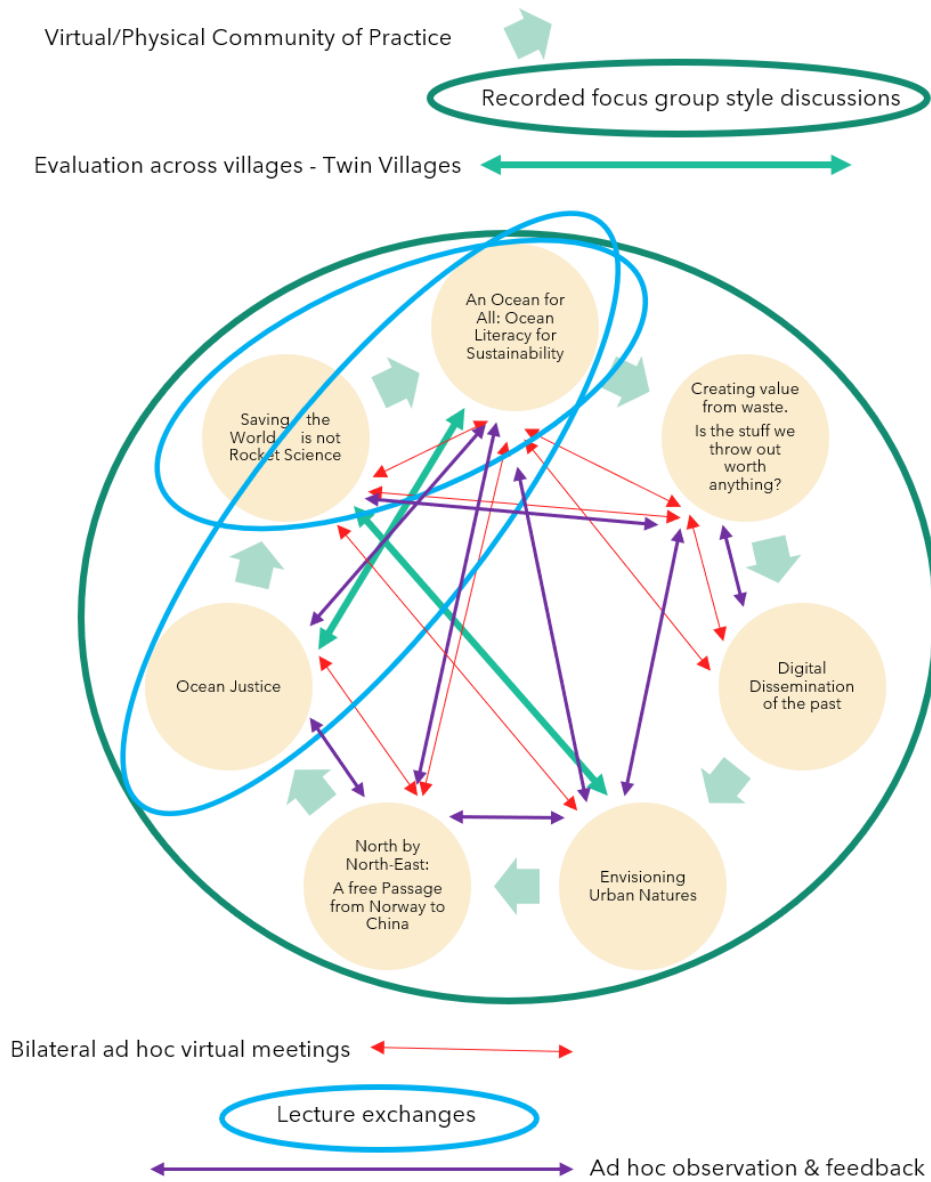 Virtual/Physical Community of Practice
Recorded focus group style discussions
Evaluation across villages - Twin Villages
An Ocean for
All: Ocean
Literacy for
Sustainability
Saving the
World is not
Rocket Science
Creating value
from waste.
Is the stuff we
throw out
worth
anything?
Ocean Justice
Digital
Dissemination
of the past
North by
North-East:
A free Passage
from Norway to
China
Envisioning
Urban Natures
Bilateral ad hoc virtual meetings
Lecture exchanges
Ad hoc observation & feedback